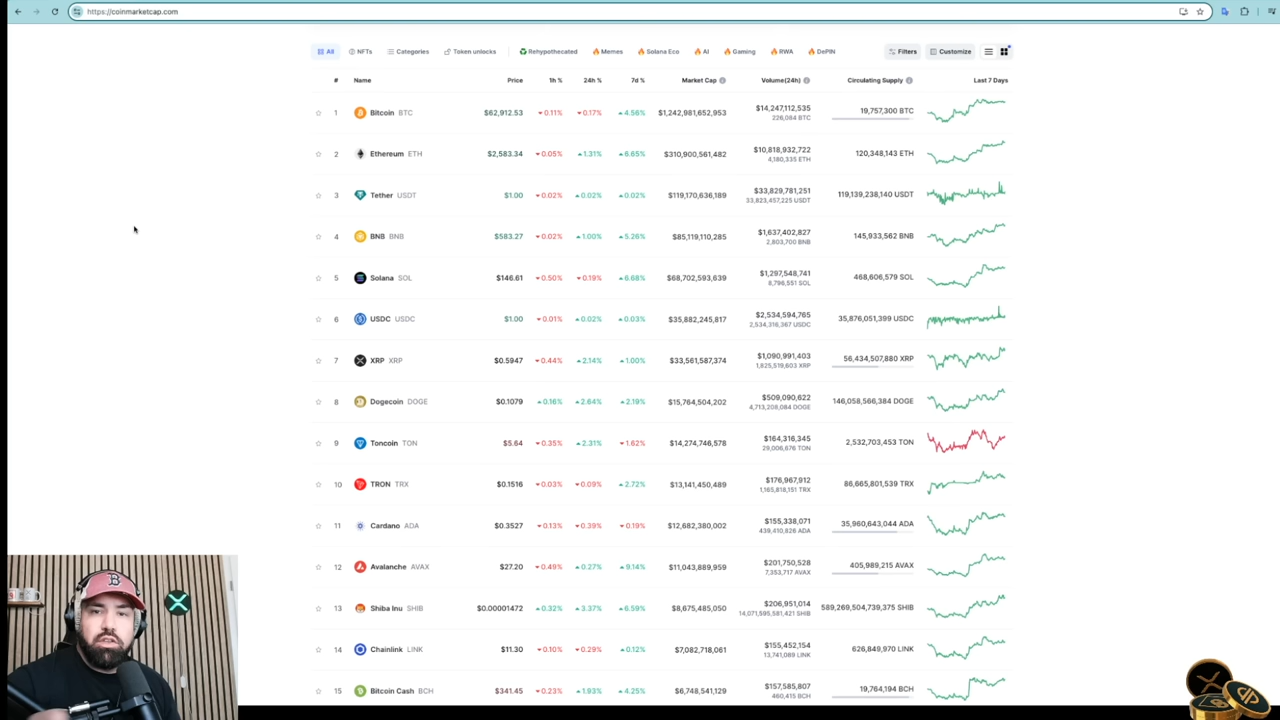 https://coinmarketcap.com
All NFTs Categories Token unlocks Rehypothecated Memes Solana Eco AI Gaming RWA DePIN Filters Customize
# Name Price 1h % 24h % 7d % Market Cap Volume(24h) Circulating Supply Last 7 Days
1 Bitcoin BTC $62,912.53 0.11% 0.17% 4.56% $1,242,981,652,953 $14,247,112,535 19,757,300 BTC
226,084 BTC
2 Ethereum ETH $2,583.34 0.05% 1.31% 6.65% $310,900,561,482 $10,818,932,722 120,348,143 ETH
4,180,335 ETH
3 Tether USDT $1.00 0.02% 0.02% 0.02% $119,170,636,189 $33,829,781,251 119,139,238,140 USDT
33,823,457,225 USDT
4 BNB BNB $583.27 0.02% 1.00% 5.26% $85,119,110,285 $1,637,402,827 145,933,562 BNB
2,803,700 BNB
5 Solana SOL $146.61 0.50% 0.19% 6.68% $68,702,593,639 $1,297,548,741 468,606,579 SOL
8,796,551 SOL
6 USDC USDC $1.00 0.01% 0.02% 0.03% $35,882,245,817 $2,534,594,765 35,876,051,399 USDC
2,534,316,367 USDC
7 XRP XRP $0.5947 0.44% 2.14% 1.00% $33,561,587,374 $1,090,991,403 56,434,507,880 XRP
1,825,519,603 XRP
8 Dogecoin DOGE $0.1079 0.16% 2.64% 2.19% $15,764,504,202 $509,090,622 146,058,566,384 DOGE
4,713,208,084 DOGE
9 Toncoin TON $5.64 0.35% 2.31% 1.62% $14,274,746,578 $164,316,345 2,532,703,453 TON
29,006,676 TON
10 TRON TRX $0.1516 0.03% 0.09% 2.72% $13,141,450,489 $176,967,912 86,665,801,539 TRX
1,165,818,151 TRX
11 Cardano ADA $0.3527 0.13% 0.39% 0.19% $12,682,380,002 $155,338,071 35,960,643,044 ADA
439,410,826 ADA
12 Avalanche AVAX $27.20 0.49% 0.27% 9.14% $11,043,889,959 $201,750,528 405,989,215 AVAX
7,353,717 AVAX
13 Shiba Inu SHIB $0.00001472 0.32% 3.37% 6.59% $8,675,485,050 $206,951,014 589,269,504,739,375 SHIB
14,071,595,581,421 SHIB
14 Chainlink LINK $11.30 0.10% 0.29% 0.12% $7,082,718,061 $155,452,154 626,849,970 LINK
13,741,089 LINK
15 Bitcoin Cash BCH $341.45 0.23% 1.93% 4.25% $6,748,541,129 $157,585,807 19,764,194 BCH
460,415 BCH
B